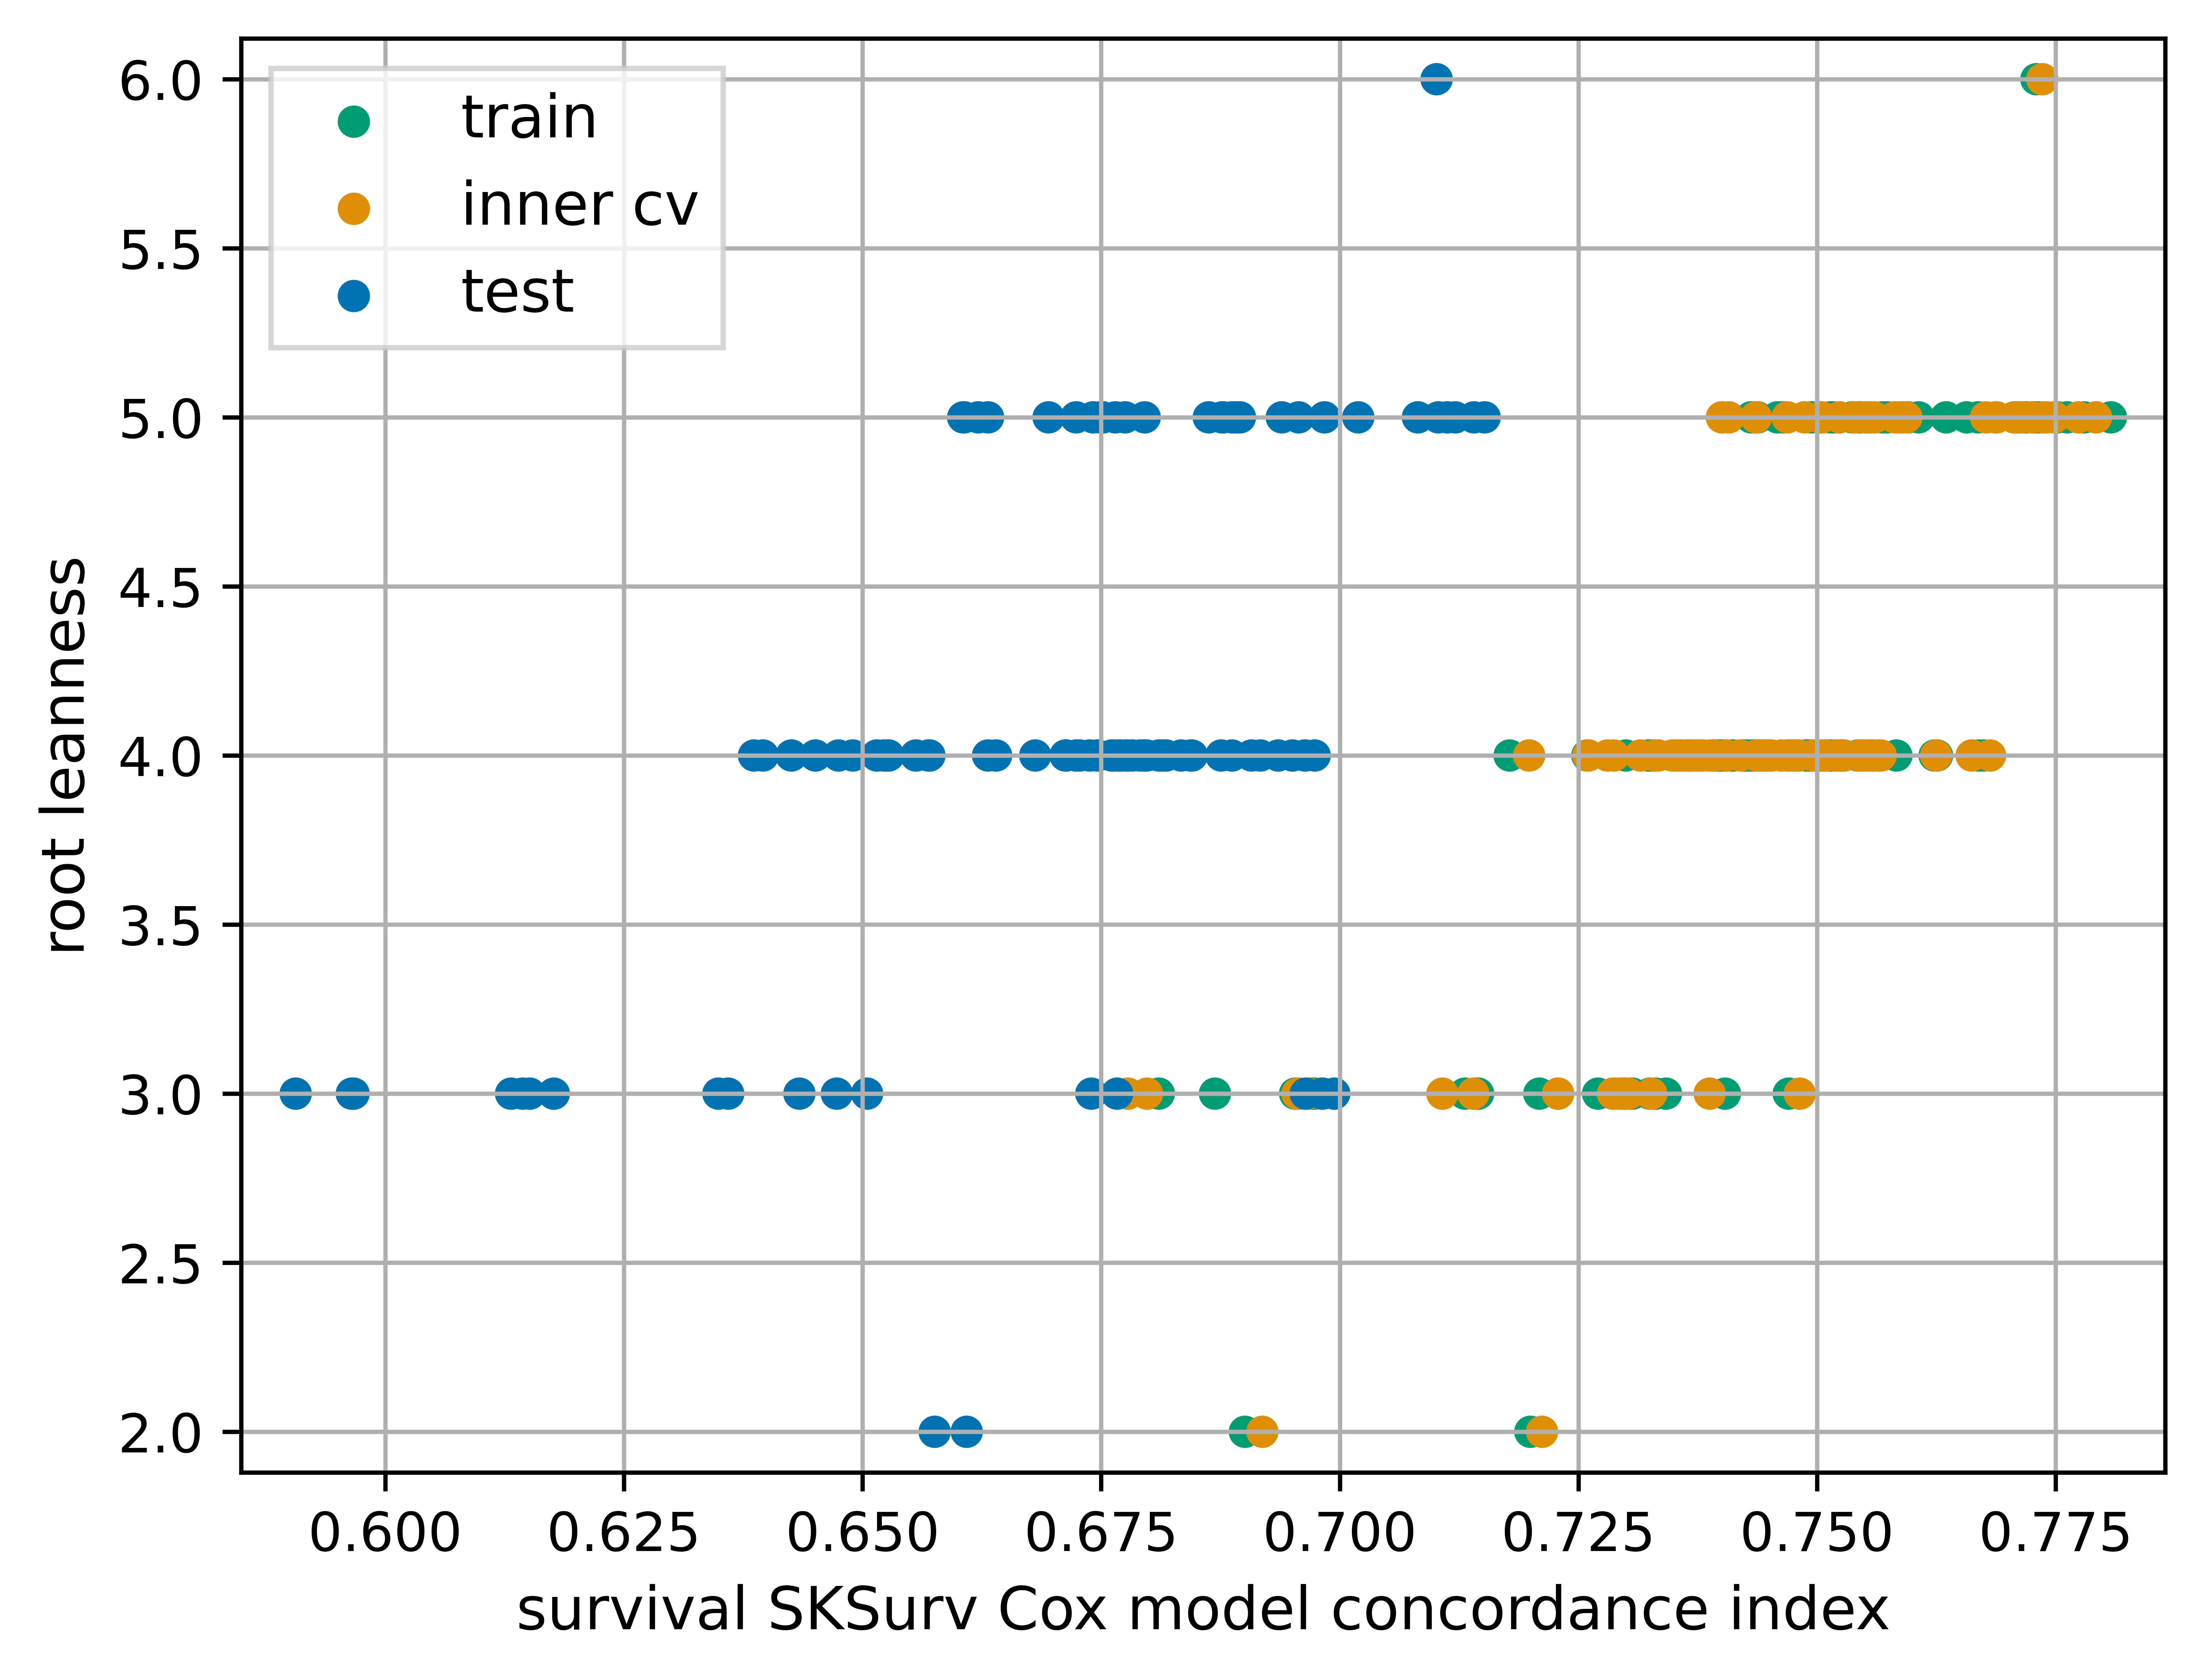 6.0
5.5
5.0
4.5
4.0
3.5
3.0
2.5
2.0
root leanness
train
inner cv
test
0.600 0.625 0.650 0.675 0.700 0.725 0.750 0.775
survival SKSurv Cox model concordance index